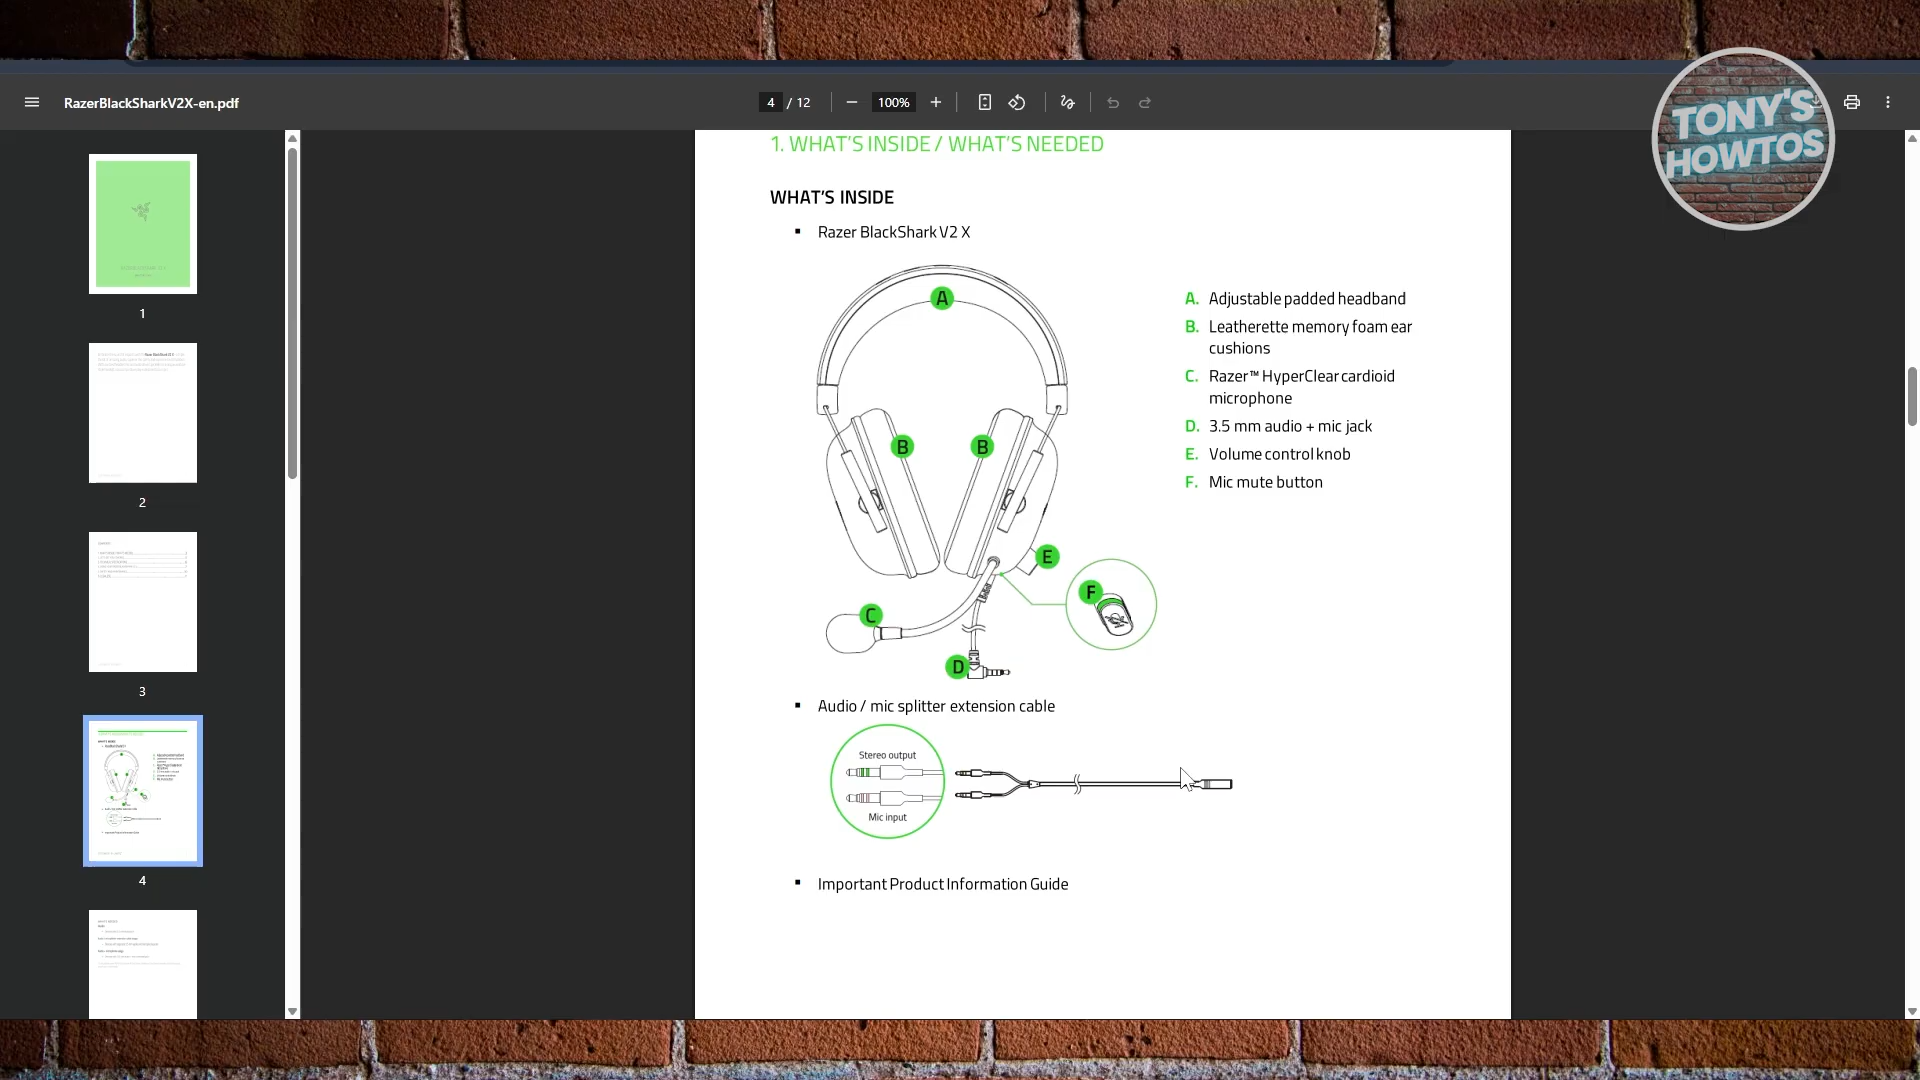 RazerBlackSharkV2X-en.pdf
4 / 12
100%
TONY'S
HOWTOS
1
2
3
4
1. WHAT'S INSIDE / WHAT'S NEEDED
WHAT'S INSIDE
▪ Razer BlackShark V2 X
A
B
B
E
F
C
D
A. Adjustable padded headband
B. Leatherette memory foam ear
cushions
C. Razer™ HyperClear cardioid
microphone
D. 3.5 mm audio + mic jack
E. Volume control knob
F. Mic mute button
▪ Audio / mic splitter extension cable
Stereo output
Mic input
▪ Important Product Information Guide